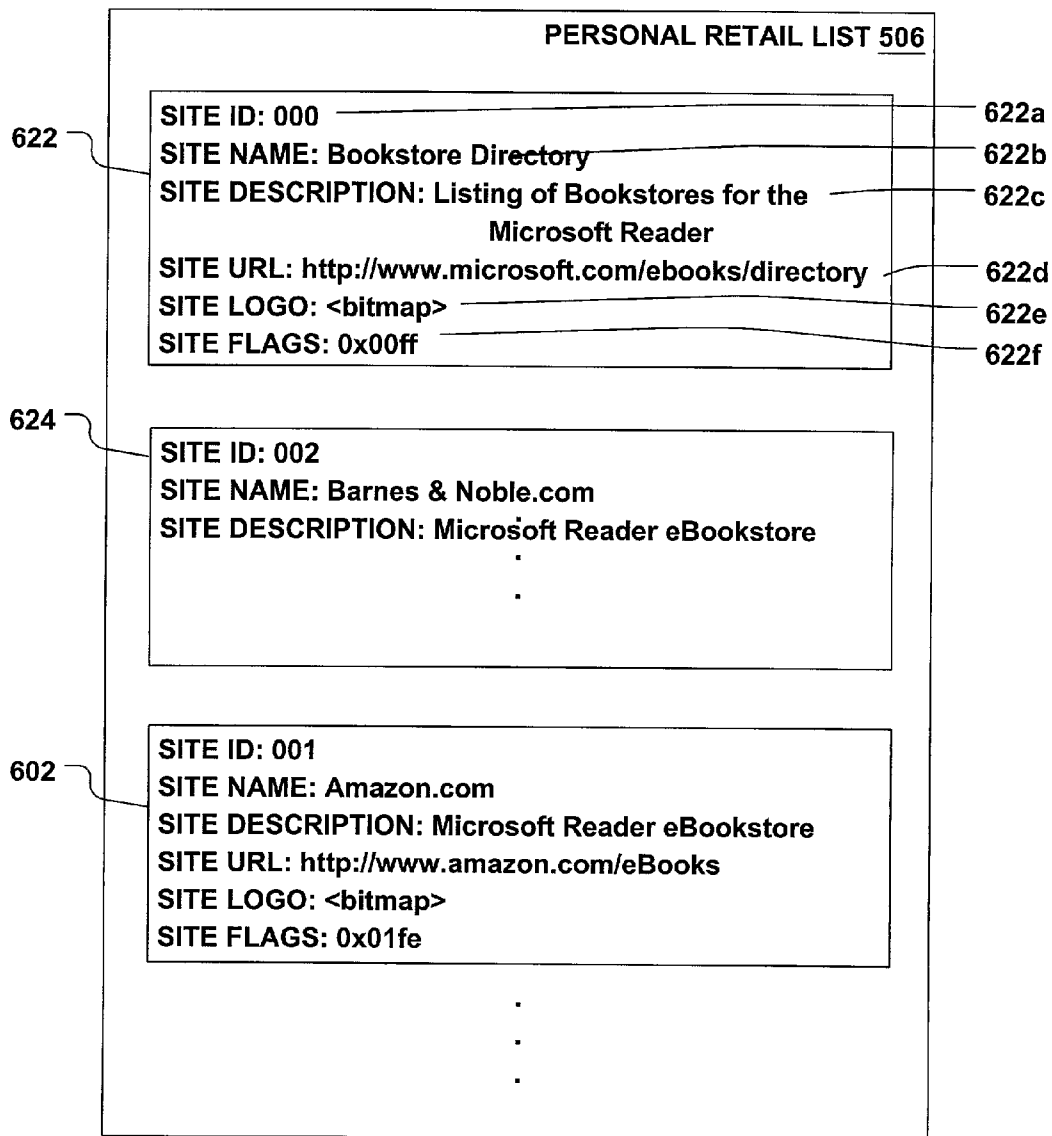 PERSONAL RETAIL LIST 506
622
SITE ID: 000
622a
SITE NAME: Bookstore Directory
622b
SITE DESCRIPTION: Listing of Bookstores for the
Microsoft Reader
622c
SITE URL: http://www.microsoft.com/ebooks/directory
622d
SITE LOGO: <bitmap>
622e
SITE FLAGS: 0x00ff
622f
624
SITE ID: 002
SITE NAME: Barnes & Noble.com
SITE DESCRIPTION: Microsoft Reader eBookstore
602
SITE ID: 001
SITE NAME: Amazon.com
SITE DESCRIPTION: Microsoft Reader eBookstore
SITE URL: http://www.amazon.com/eBooks
SITE LOGO: <bitmap>
SITE FLAGS: 0x01fe